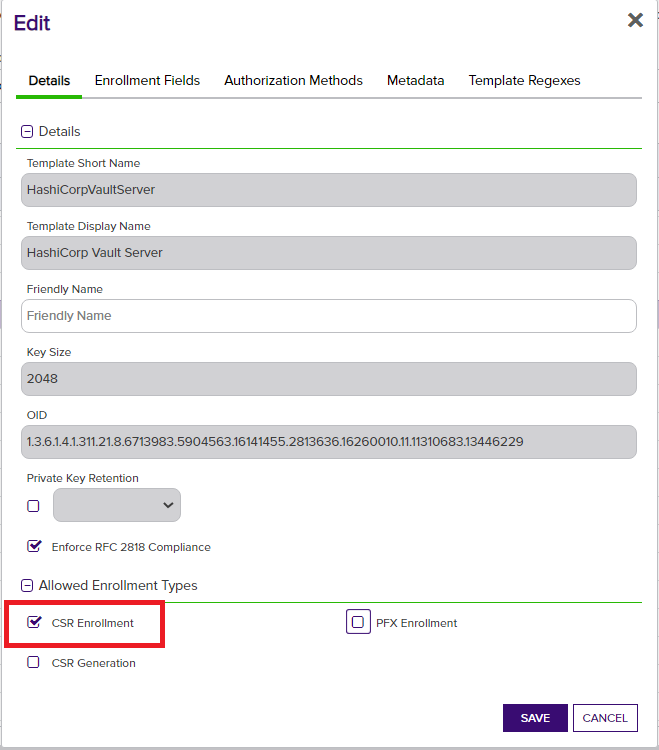 Edit
Details Enrollment Fields Authorization Methods Metadata Template Regexes
Details
Template Short Name
HashiCorpVaultServer
Template Display Name
HashiCorp Vault Server
Friendly Name
Friendly Name
Key Size
2048
OID
1.3.6.1.4.1.311.21.8.6713983.5904563.16141455.2813636.16260010.11.11310683.13446229
Private Key Retention
Enforce RFC 2818 Compliance
Allowed Enrollment Types
CSR Enrollment PFX Enrollment
CSR Generation
SAVE CANCEL